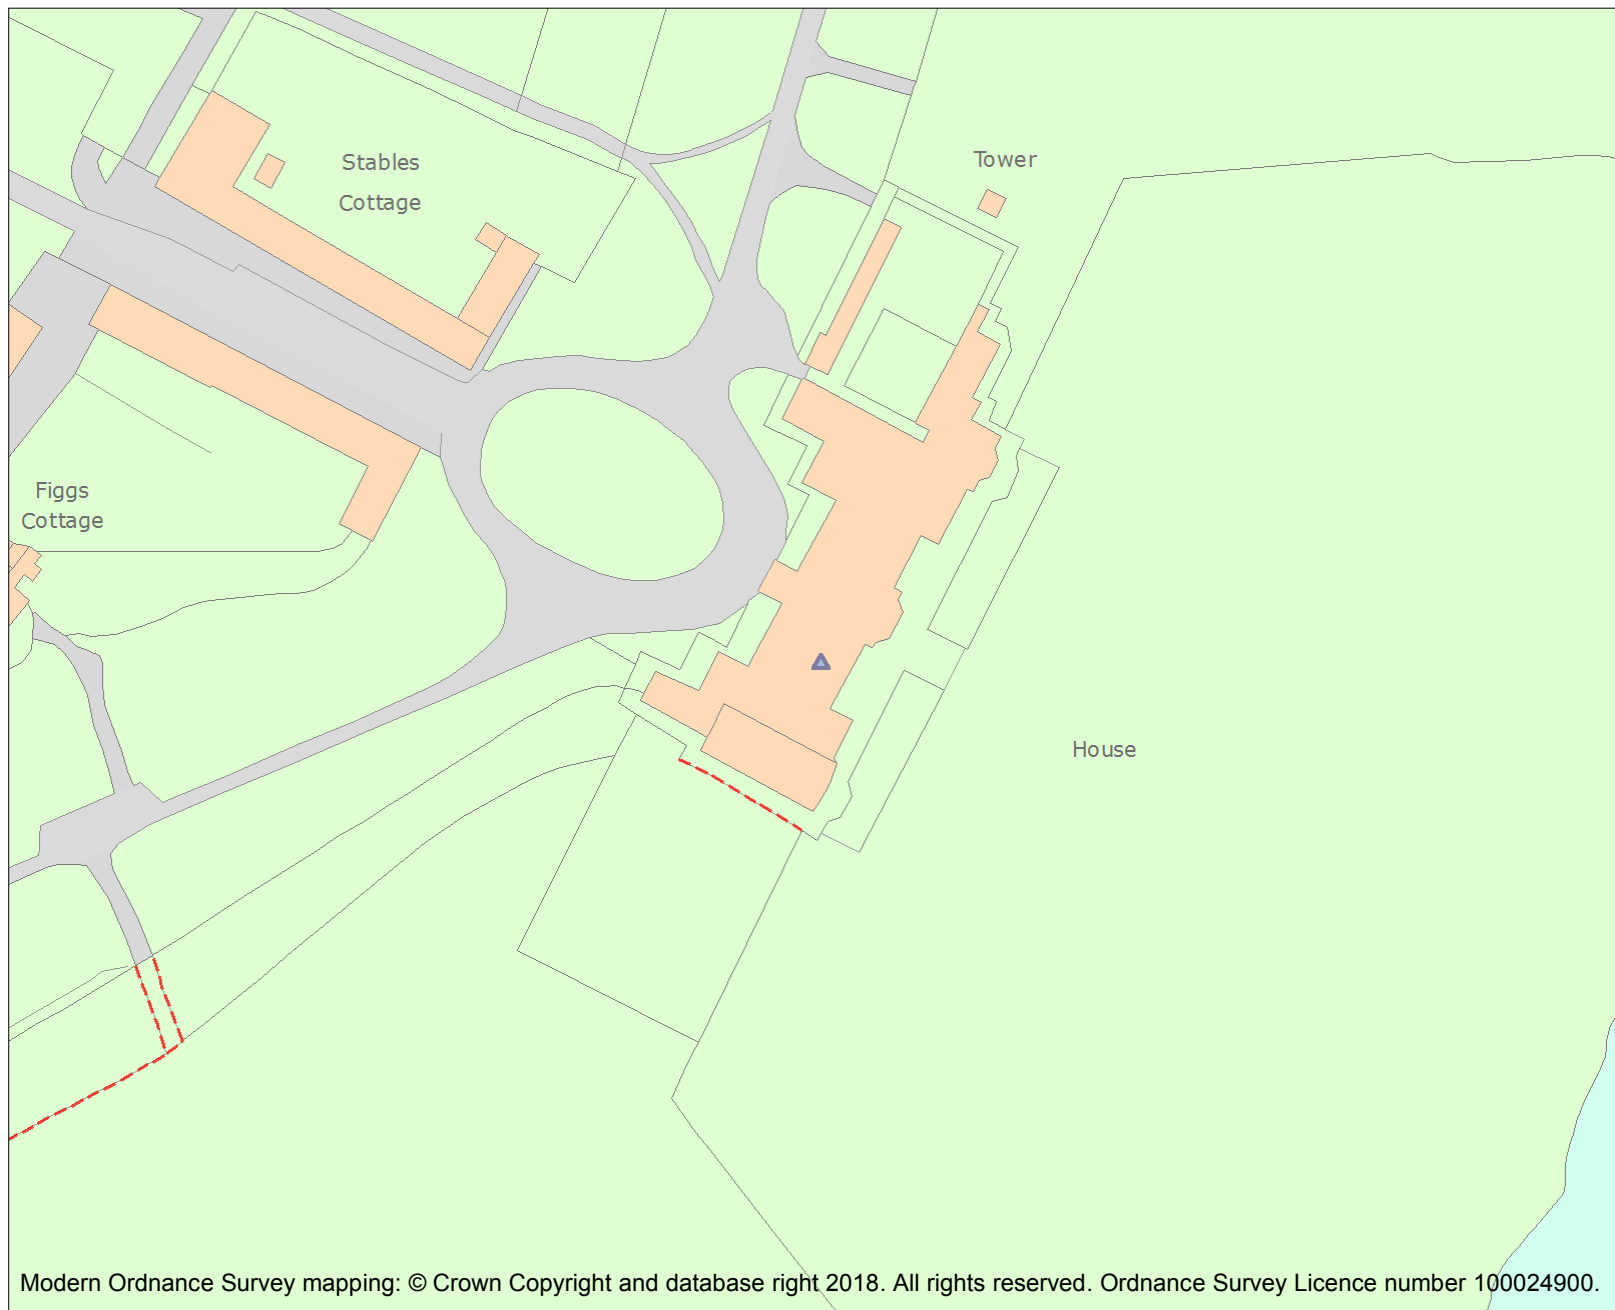 Tower
Stables
Cottage
Figgs
Cottage
House
Modern Ordnance Survey mapping: © Crown Copyright and database right 2018. All rights reserved. Ordnance Survey Licence number 100024900.